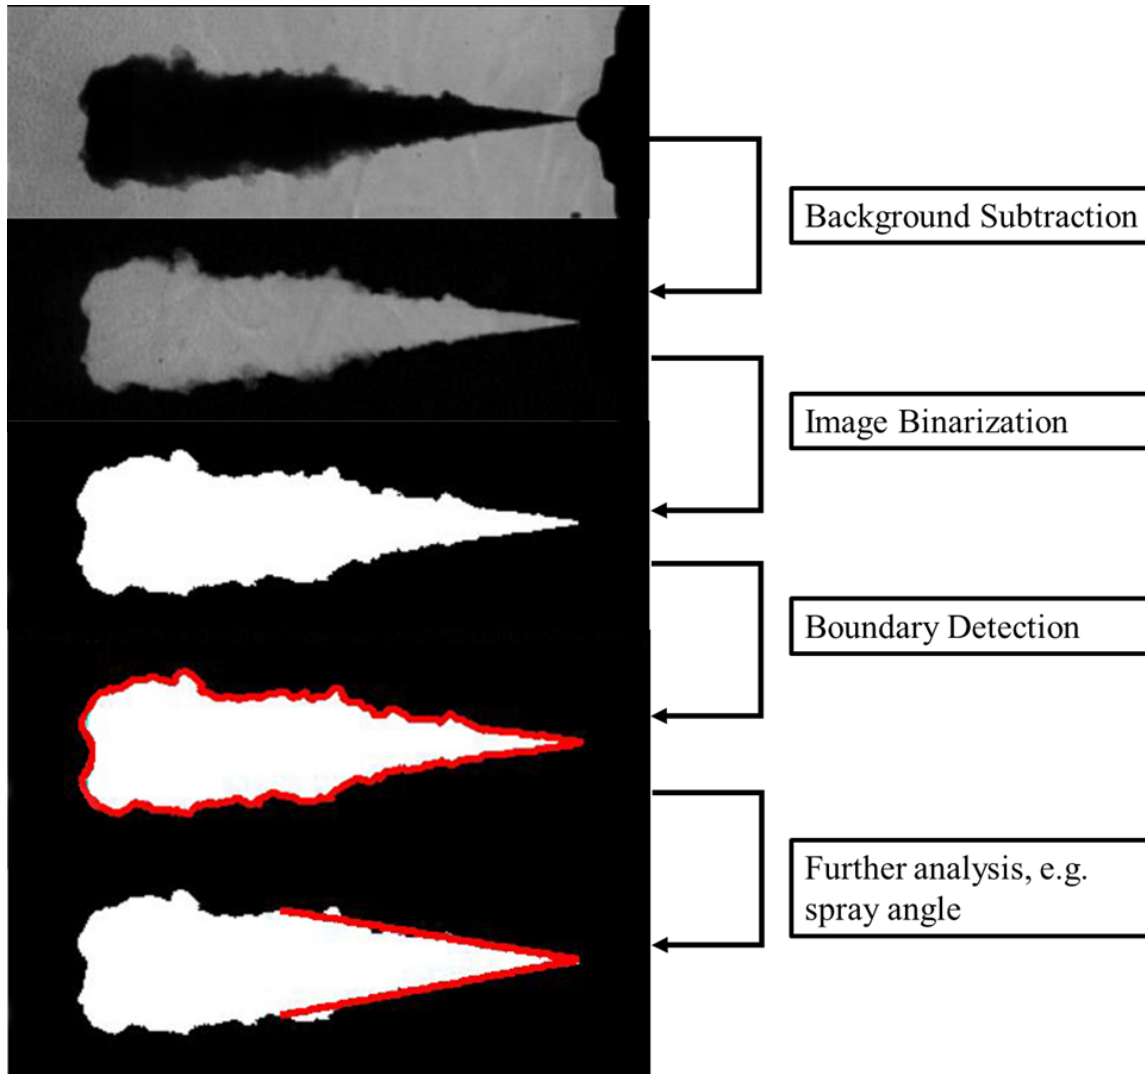 Background Subtraction
Image Binarization
Boundary Detection
Further analysis, e.g.
spray angle